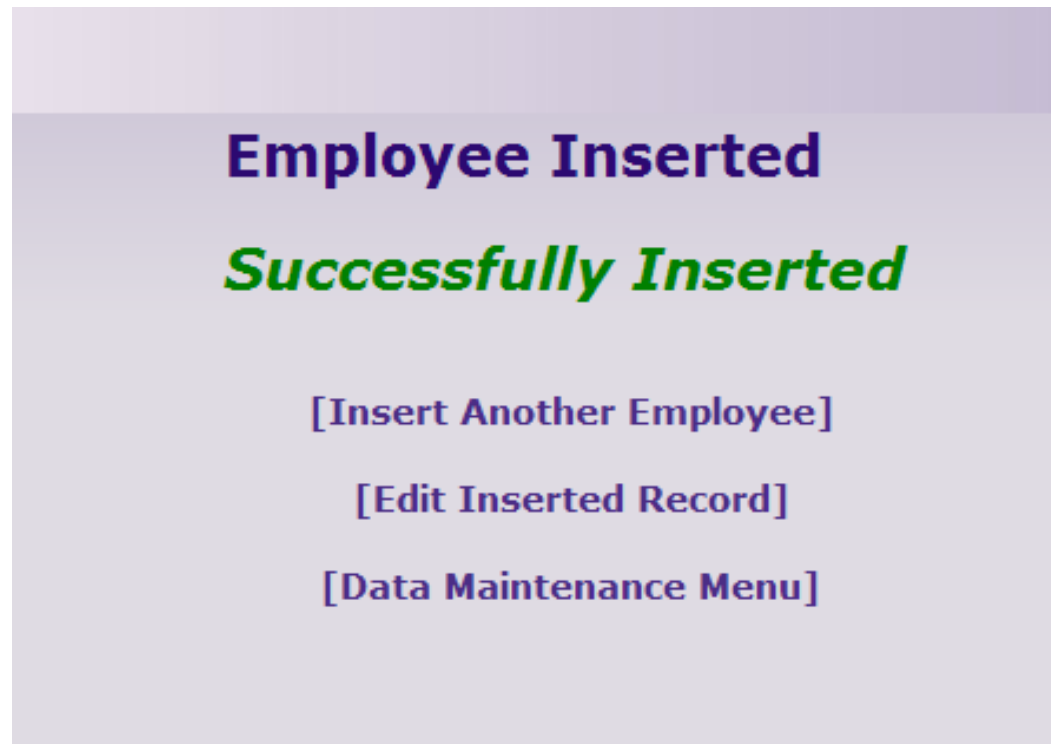 Employee Inserted
Successfully Inserted
[Insert Another Employee]
[Edit Inserted Record]
[Data Maintenance Menu]